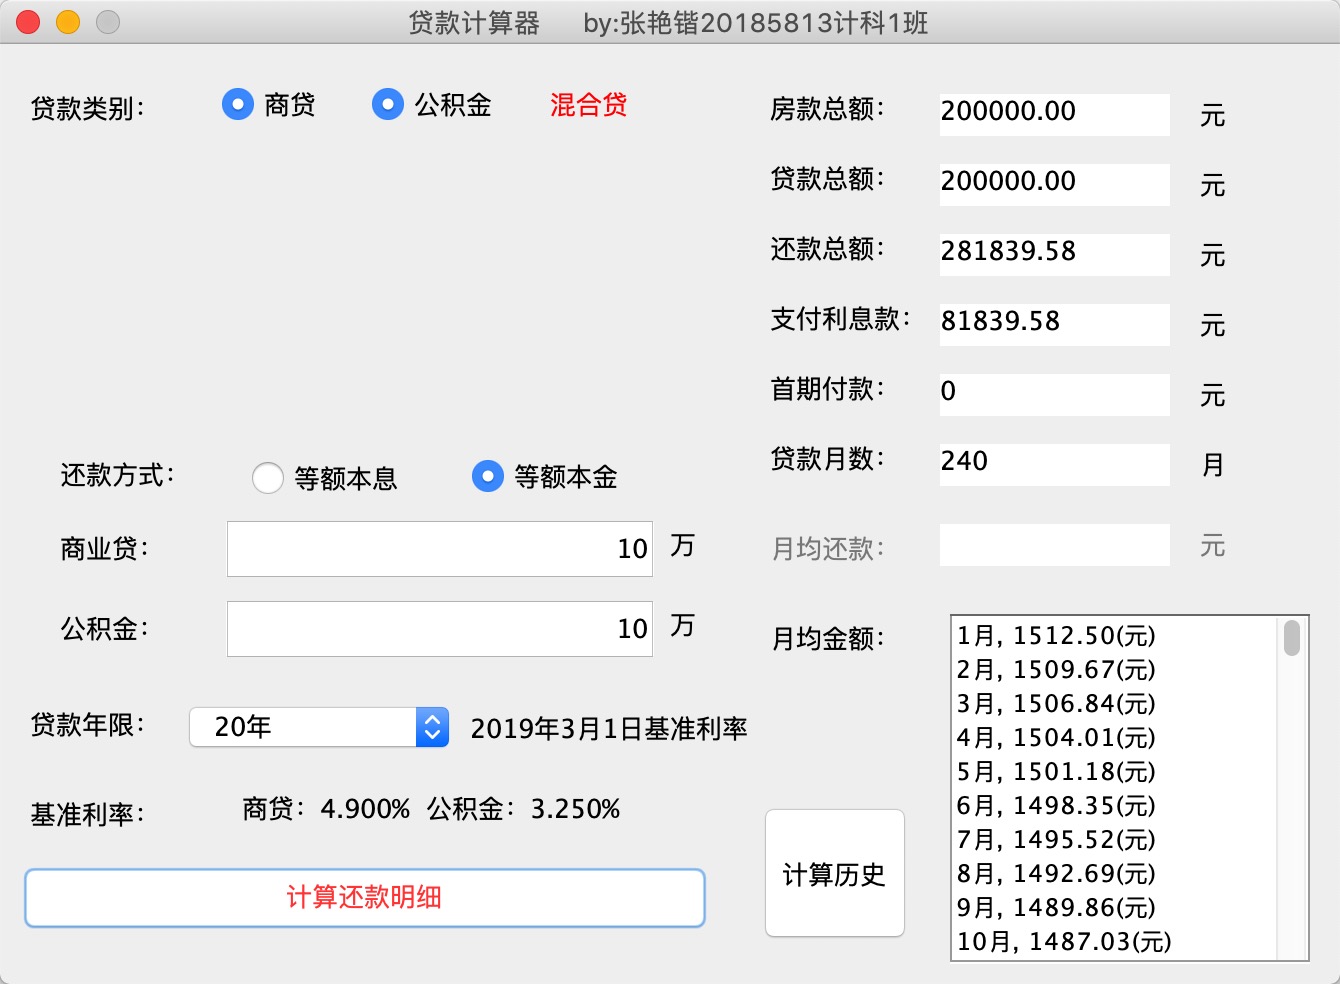 贷款计算器 by:张艳锴20185813计科1班
贷款类别： 商贷 公积金 混合贷
房款总额： 200000.00 元
贷款总额： 200000.00 元
还款总额： 281839.58 元
支付利息款： 81839.58 元
首期付款： 0 元
贷款月数： 240 月
月均还款： 元
月均金额：
1月, 1512.50(元)
2月, 1509.67(元)
3月, 1506.84(元)
4月, 1504.01(元)
5月, 1501.18(元)
6月, 1498.35(元)
7月, 1495.52(元)
8月, 1492.69(元)
9月, 1489.86(元)
10月, 1487.03(元)
还款方式： 等额本息 等额本金
商业贷： 10 万
公积金： 10 万
贷款年限： 20年 2019年3月1日基准利率
基准利率： 商贷：4.900% 公积金：3.250%
计算还款明细
计算历史